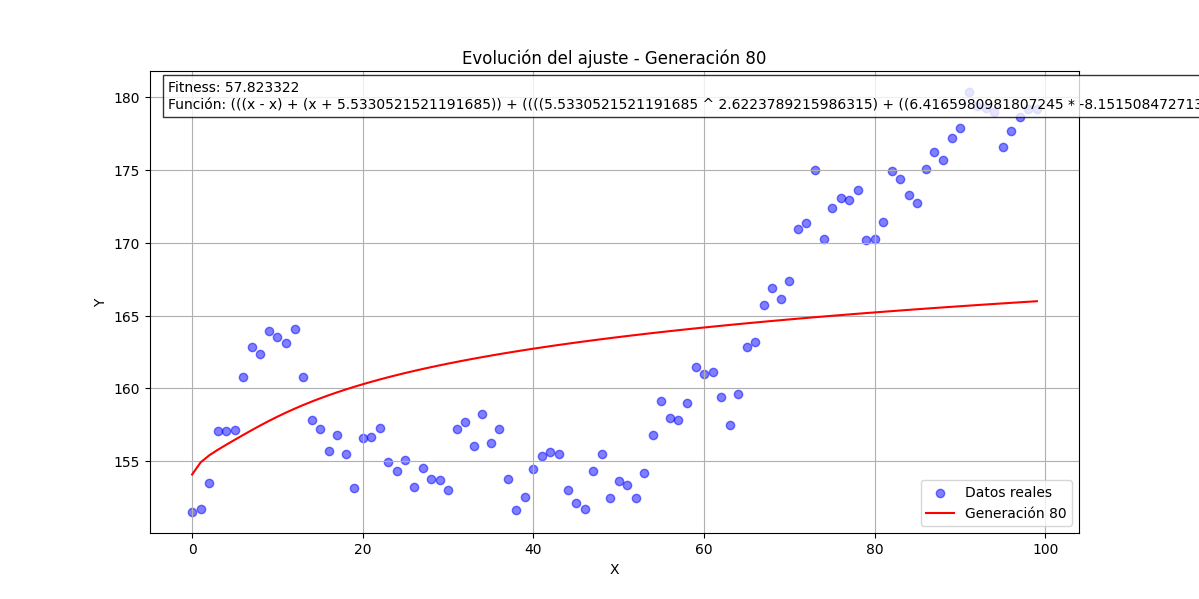 Evolución del ajuste - Generación 80
Fitness: 57.823322
Función: (((x - x) + (x + 5.5330521521191685)) + ((((5.5330521521191685 ^ 2.6223789215986315) + ((6.4165980981807245 * -8.151508472713
180
175
170
165
160
155
Y
0
20
40
60
80
100
X
Datos reales
Generación 80